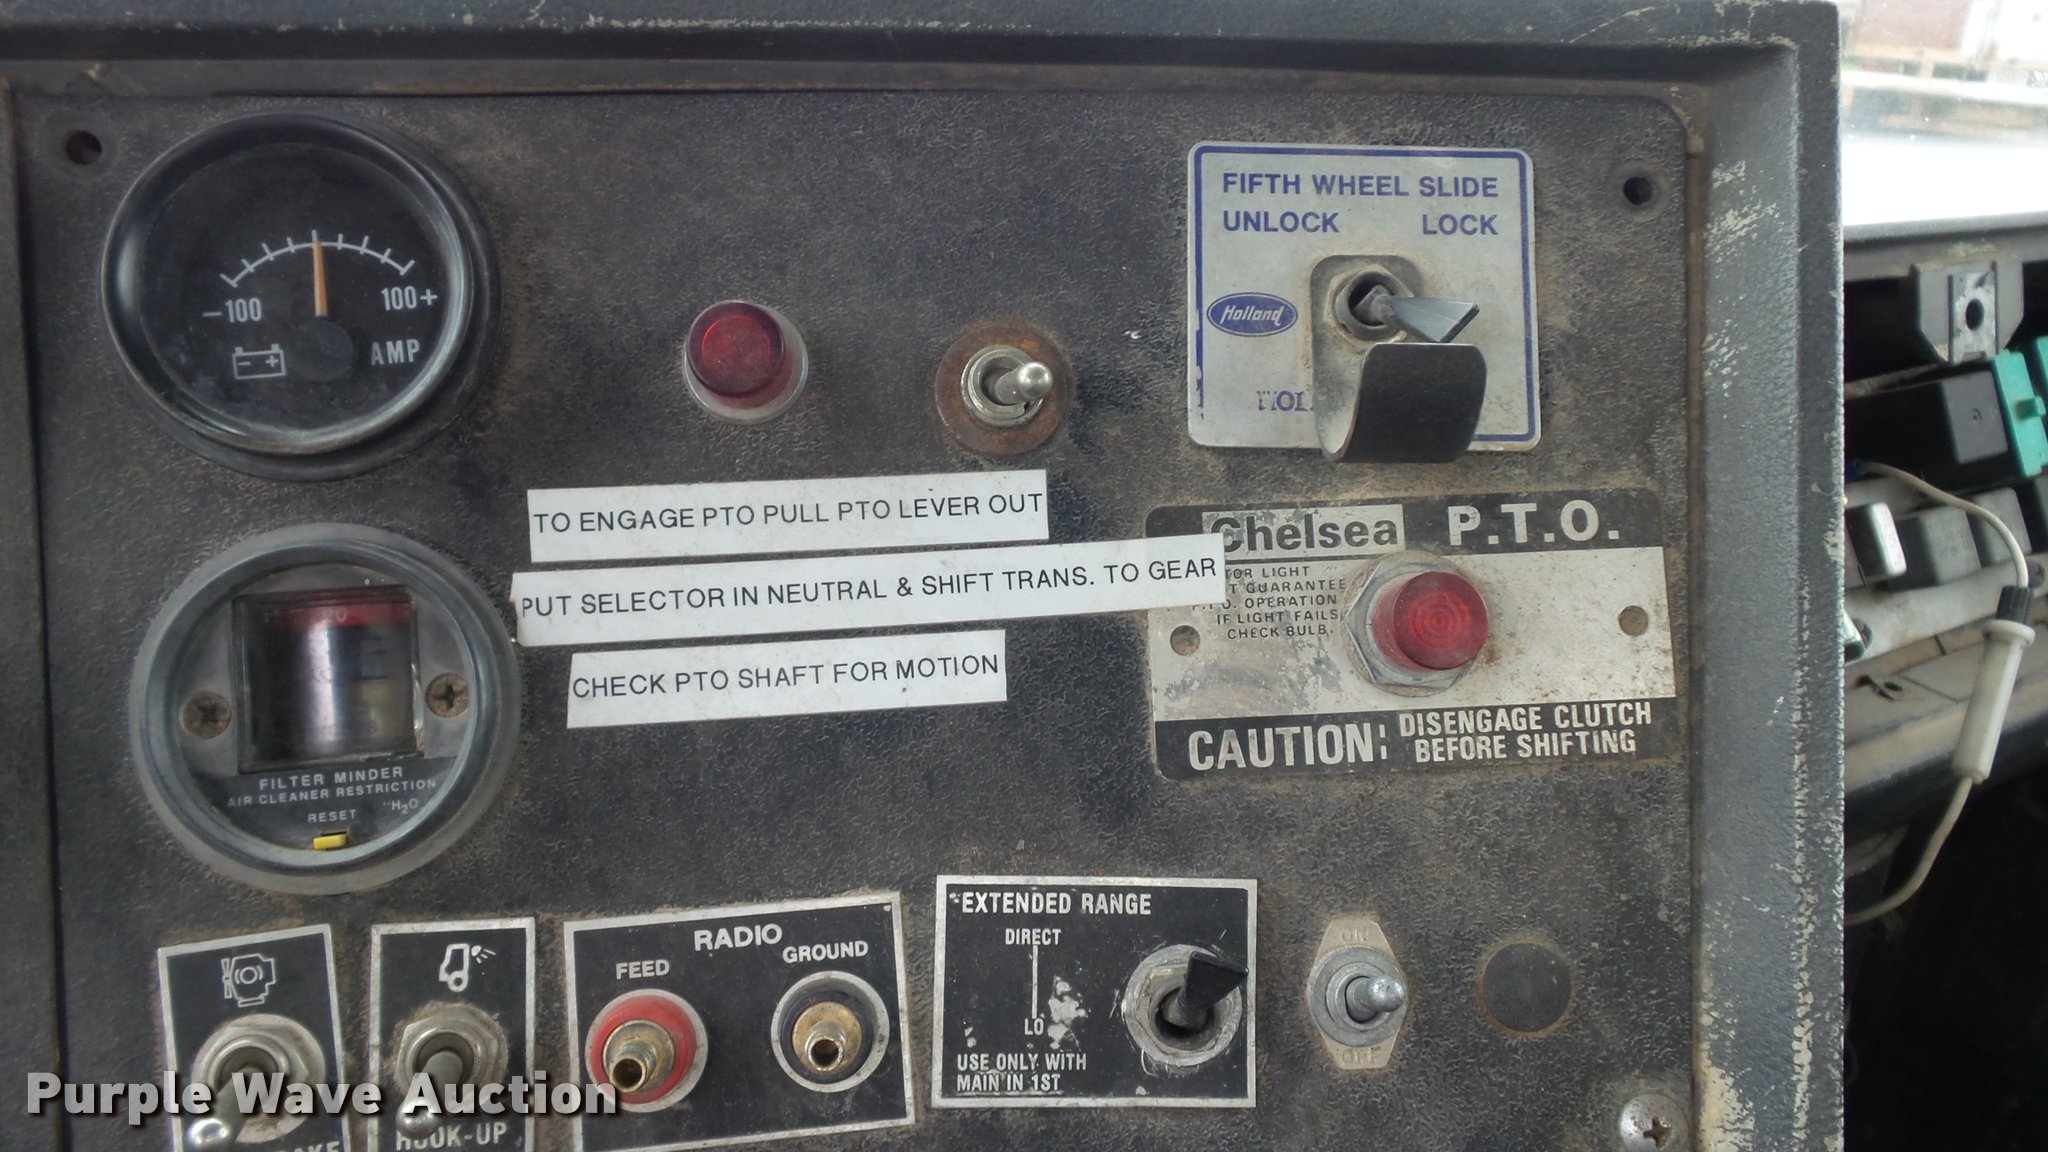 -100
100+
- +
AMP
FIFTH WHEEL SLIDE
UNLOCK LOCK
Holland
TO ENGAGE PTO PULL PTO LEVER OUT
PUT SELECTOR IN NEUTRAL & SHIFT TRANS. TO GEAR
CHECK PTO SHAFT FOR MOTION
Chelsea P.T.O.
LIGHT
GUARANTEE
OPERATION
IF LIGHT FAILS,
CHECK BULB.
CAUTION: DISENGAGE CLUTCH
BEFORE SHIFTING
FILTER MINDER
AIR CLEANER RESTRICTION
"H2O
RESET
RADIO
FEED
GROUND
EXTENDED RANGE
DIRECT
LO
USE ONLY WITH
MAIN IN 1ST
ON
OFF
HOOK-UP
Purple Wave Auction